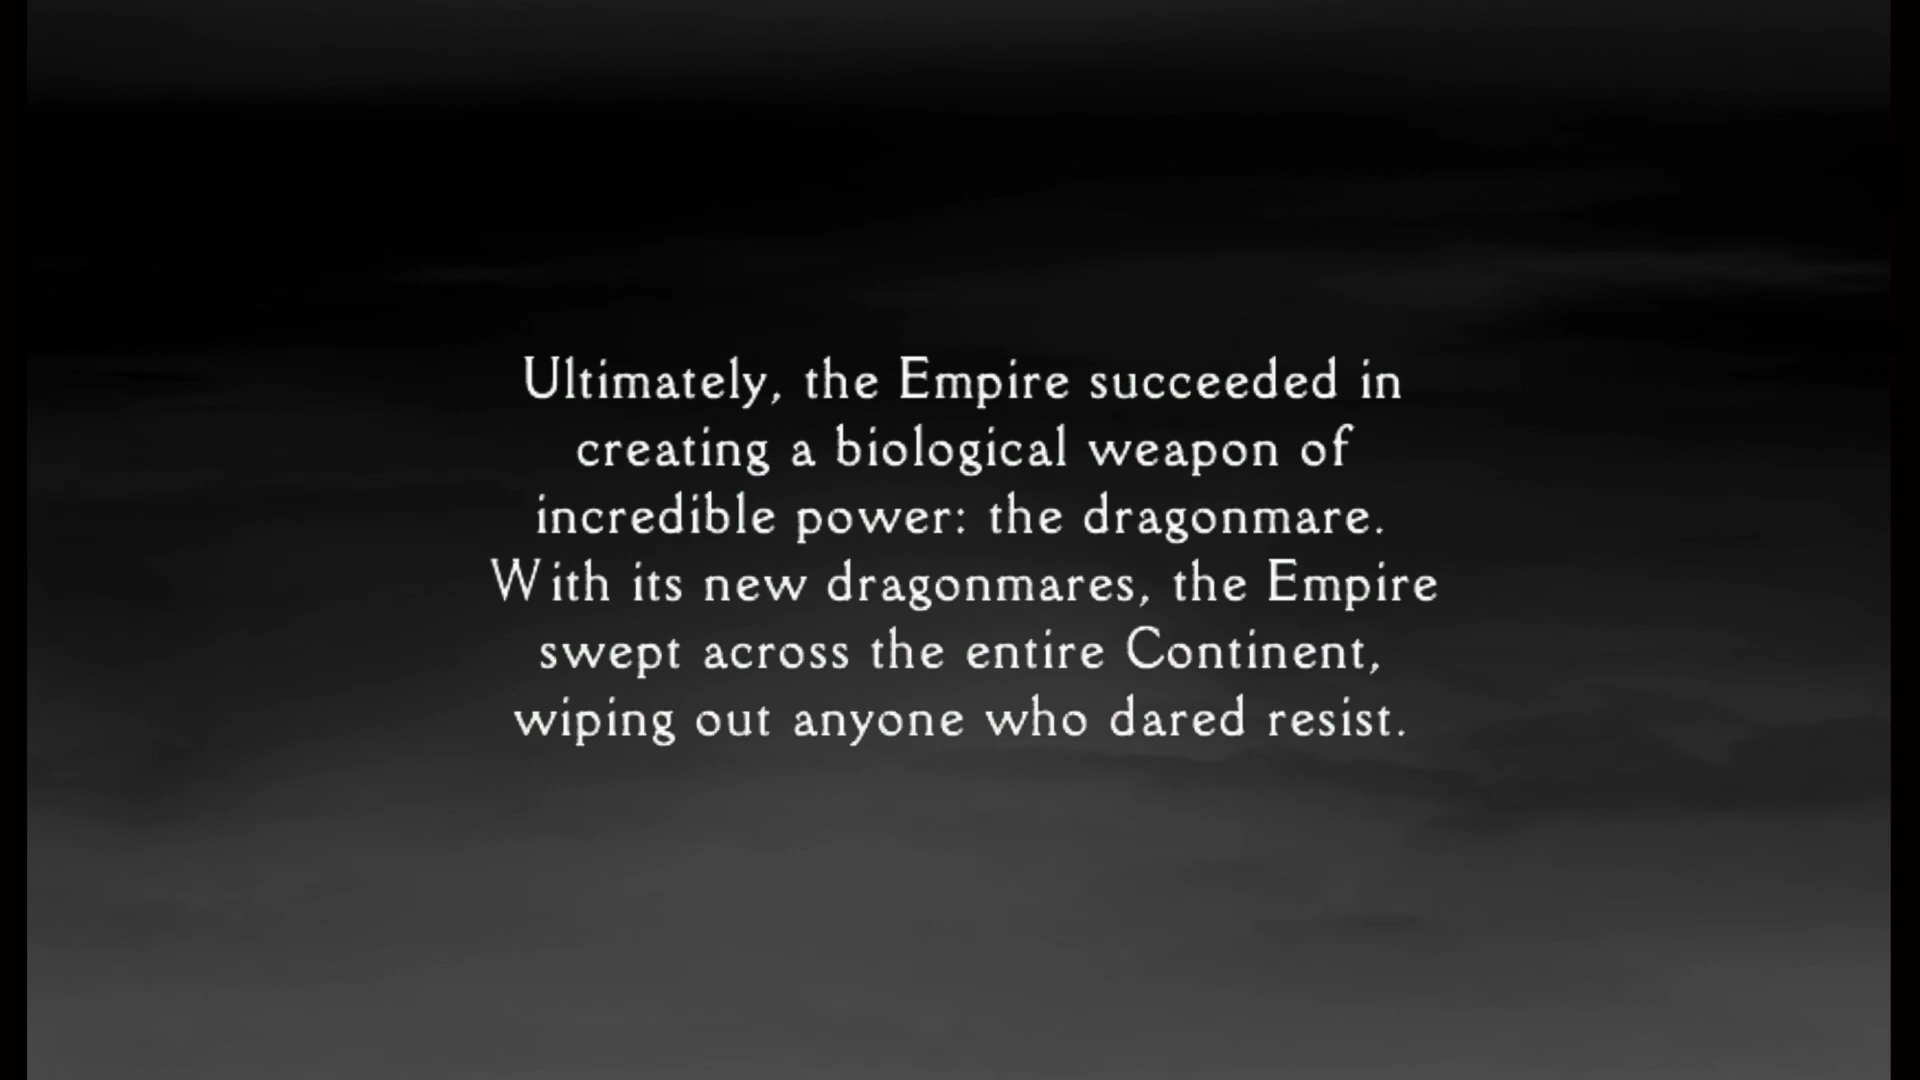 Ultimately, the Empire succeeded in
creating a biological weapon of
incredible power: the dragonmare.
With its new dragonmares, the Empire
swept across the entire Continent,
wiping out anyone who dared resist.